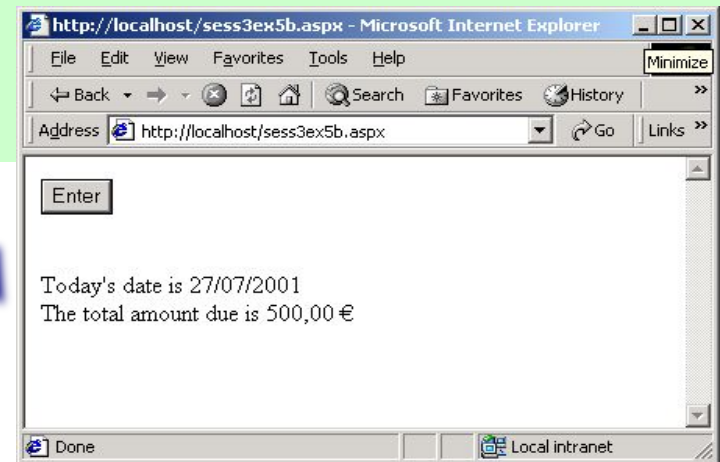 http://localhost/sess3ex5b.aspx - Microsoft Internet Explorer
File Edit View Favorites Tools Help
Minimize
Back Search Favorites History »
Address http://localhost/sess3ex5b.aspx Go Links »
Enter
Today's date is 27/07/2001
The total amount due is 500,00 €
Done Local intranet